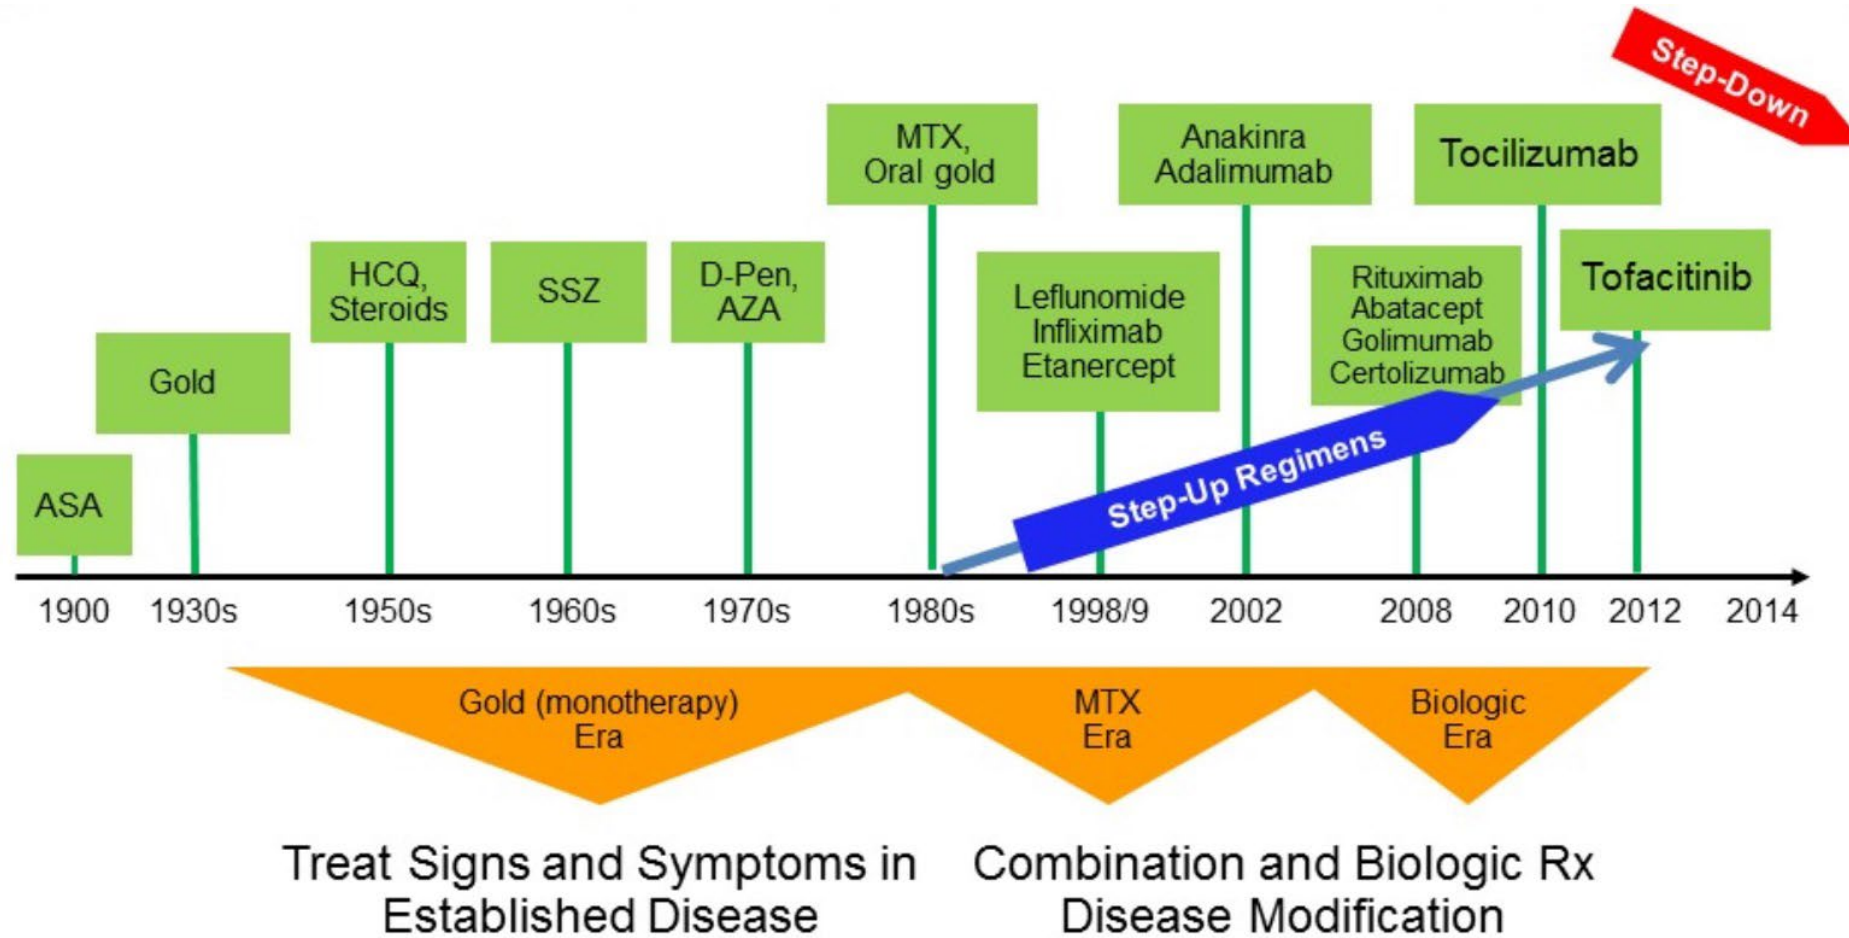 Step-Down
MTX,
Oral gold
Anakinra
Adalimumab
Tocilizumab
HCQ,
Steroids
SSZ
D-Pen,
AZA
Leflunomide
Infliximab
Etanercept
Rituximab
Abatacept
Golimumab
Certolizumab
Tofacitinib
Gold
ASA
Step-Up Regimens
1900 1930s 1950s 1960s 1970s 1980s 1998/9 2002 2008 2010 2012 2014
Gold (monotherapy)
Era
MTX
Era
Biologic
Era
Treat Signs and Symptoms in
Established Disease
Combination and Biologic Rx
Disease Modification